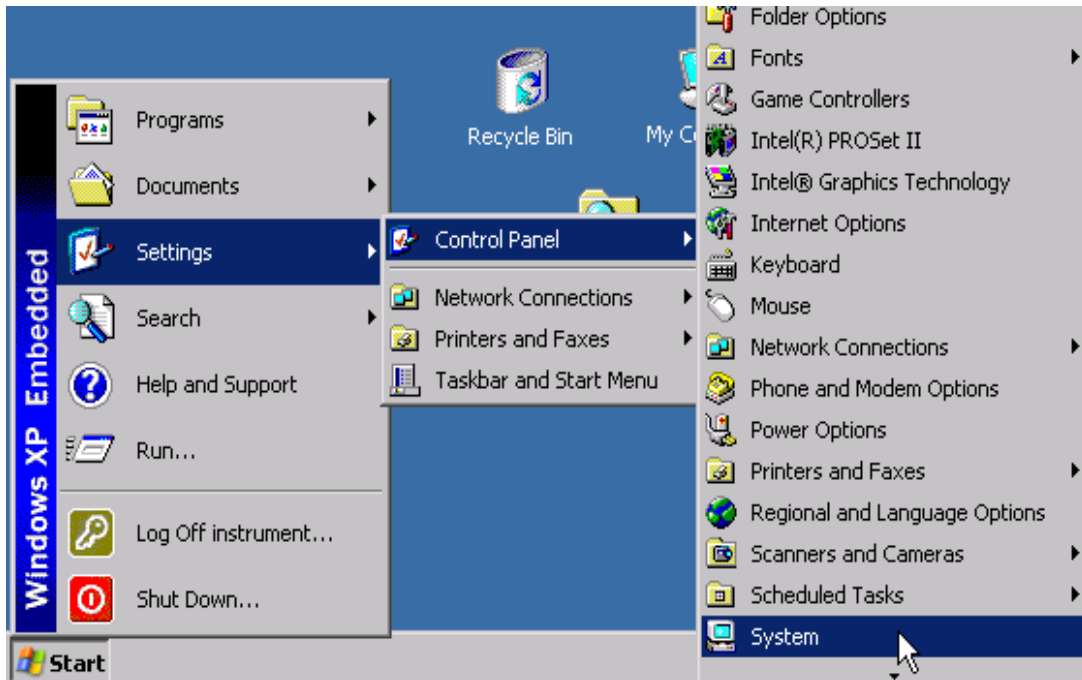 Windows XP Embedded
Programs
Documents
Settings
Search
Help and Support
Run...
Log Off instrument...
Shut Down...
Start
Recycle Bin
My C
Control Panel
Network Connections
Printers and Faxes
Taskbar and Start Menu
Folder Options
Fonts
Game Controllers
Intel(R) PROSet II
Intel® Graphics Technology
Internet Options
Keyboard
Mouse
Network Connections
Phone and Modem Options
Power Options
Printers and Faxes
Regional and Language Options
Scanners and Cameras
Scheduled Tasks
System